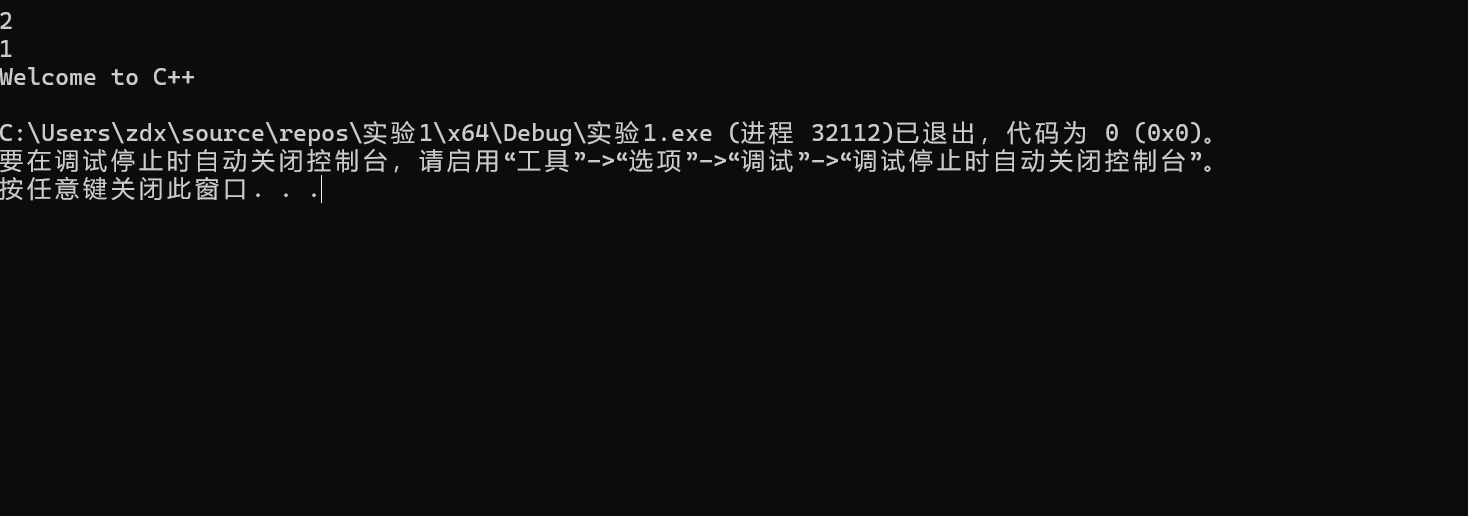 2
1
Welcome to C++
C:\Users\zdx\source\repos\实验1\x64\Debug\实验1.exe (进程 32112)已退出，代码为 0 (0x0)。
要在调试停止时自动关闭控制台，请启用“工具”->“选项”->“调试”->“调试停止时自动关闭控制台”。
按任意键关闭此窗口. . .